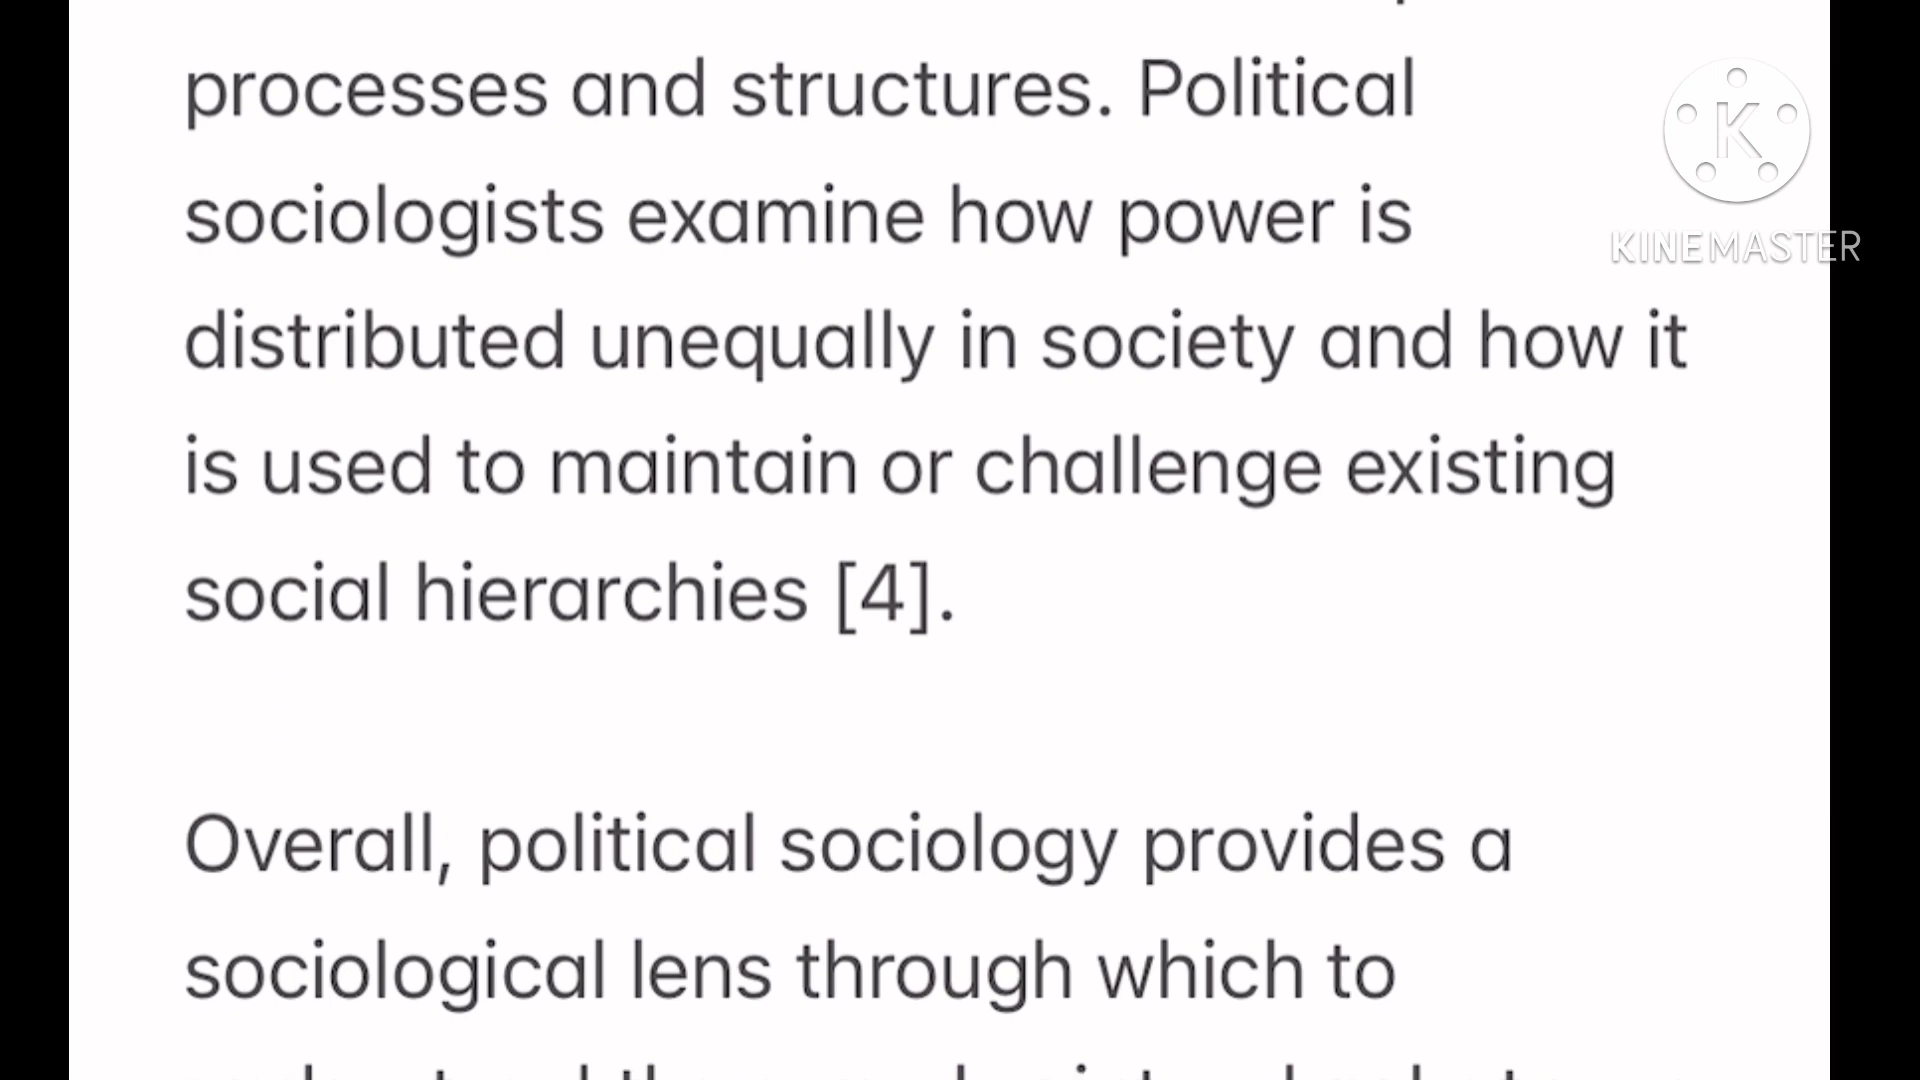 processes and structures. Political
sociologists examine how power is
distributed unequally in society and how it
is used to maintain or challenge existing
social hierarchies [4].
Overall, political sociology provides a
sociological lens through which to
K
KINEMASTER